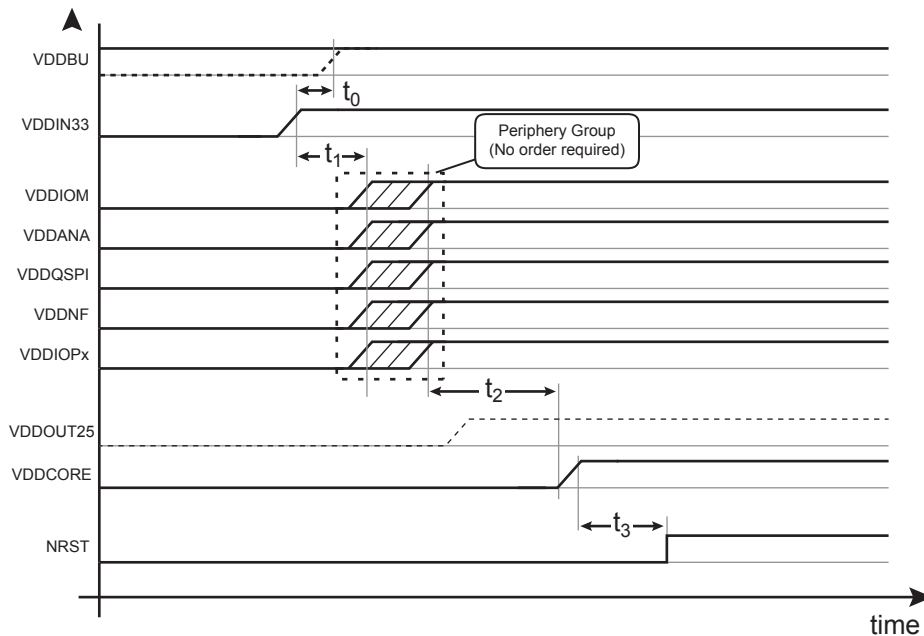 VDDBU
t0
VDDIN33
Periphery Group
(No order required)
t1
VDDIOM
VDDANA
VDDQSPI
VDDNF
VDDIOPx
t2
VDDOUT25
VDDCORE
t3
NRST
time